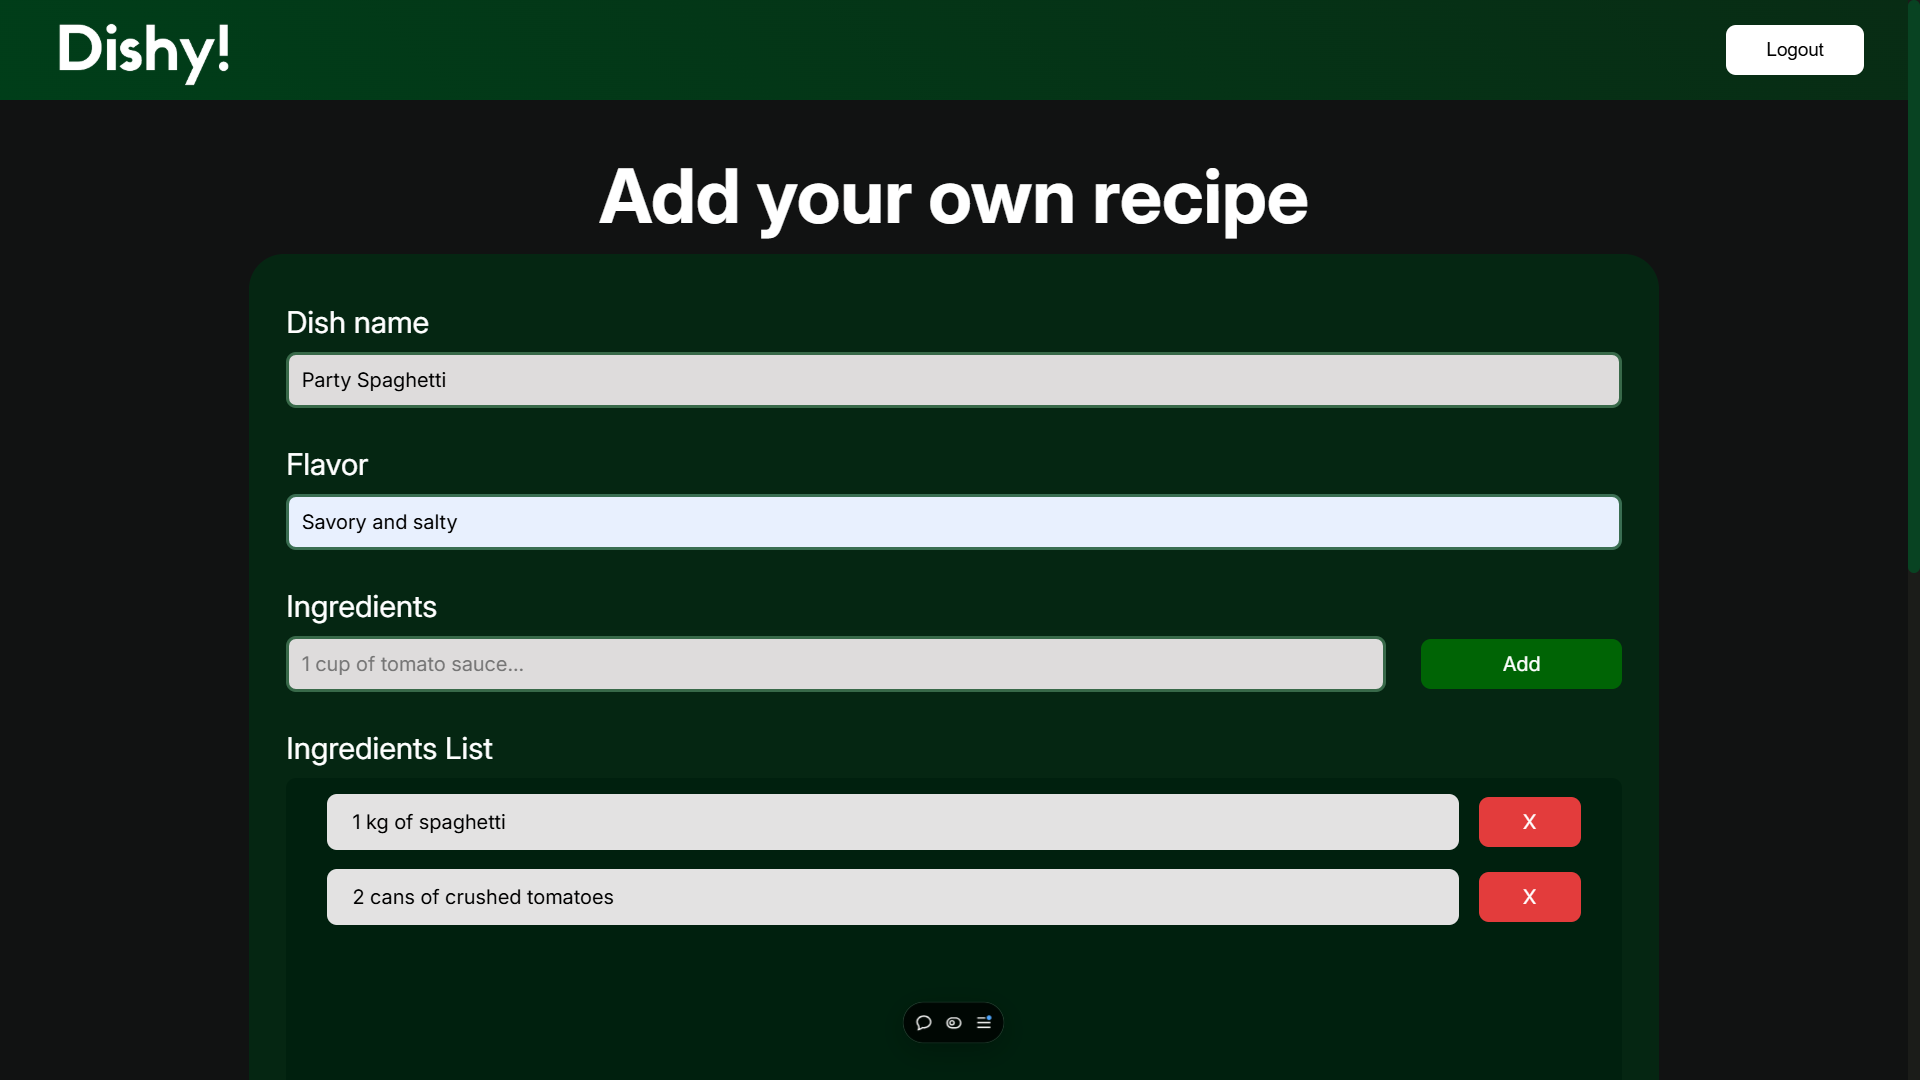 Dishy!
Logout
Add your own recipe
Dish name
Party Spaghetti
Flavor
Savory and salty
Ingredients
1 cup of tomato sauce...
Add
Ingredients List
1 kg of spaghetti
X
2 cans of crushed tomatoes
X